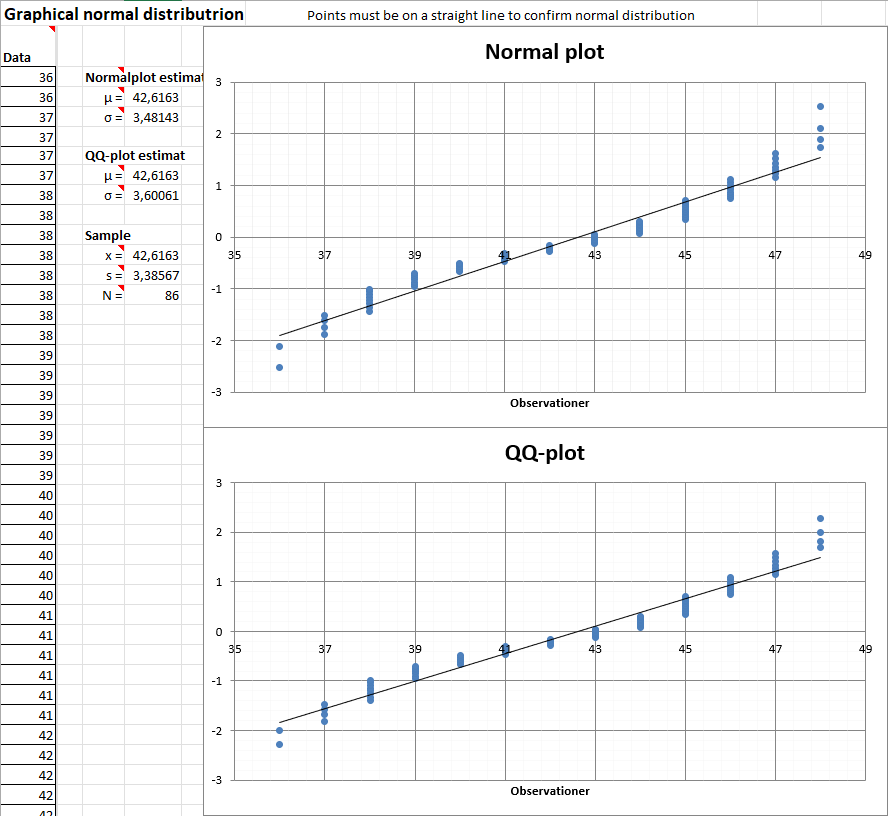 Graphical normal distributrion
Points must be on a straight line to confirm normal distribution
Data
36
36
37
37
37
37
38
38
38
38
38
38
38
38
39
39
39
39
39
39
39
40
40
40
40
40
40
41
41
41
41
41
41
42
42
42
42
42
Normalplot estimat
μ = 42,6163
σ = 3,48143
QQ-plot estimat
μ = 42,6163
σ = 3,60061
Sample
x = 42,6163
s = 3,38567
N = 86
Normal plot
3
2
1
0
-1
-2
-3
35 37 39 41 43 45 47 49
Observationer
QQ-plot
3
2
1
0
-1
-2
-3
35 37 39 41 43 45 47 49
Observationer